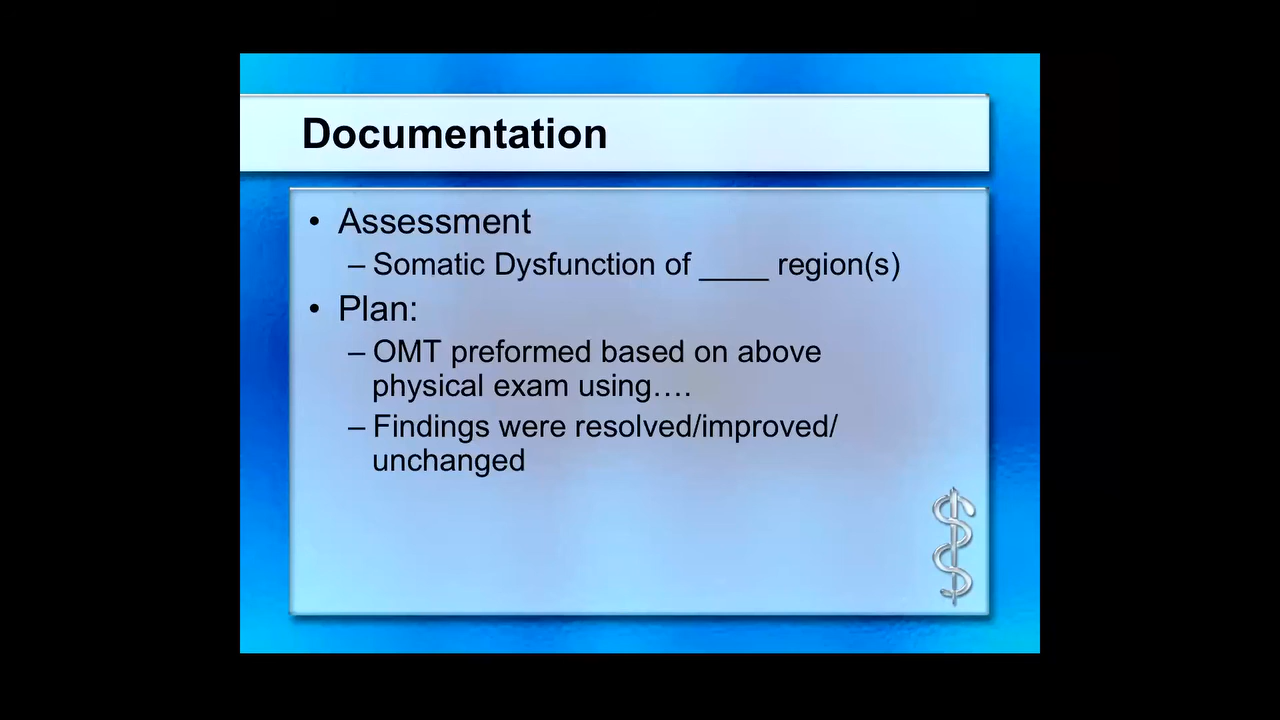 Documentation
• Assessment
– Somatic Dysfunction of ____ region(s)
• Plan:
– OMT preformed based on above
physical exam using….
– Findings were resolved/improved/
unchanged